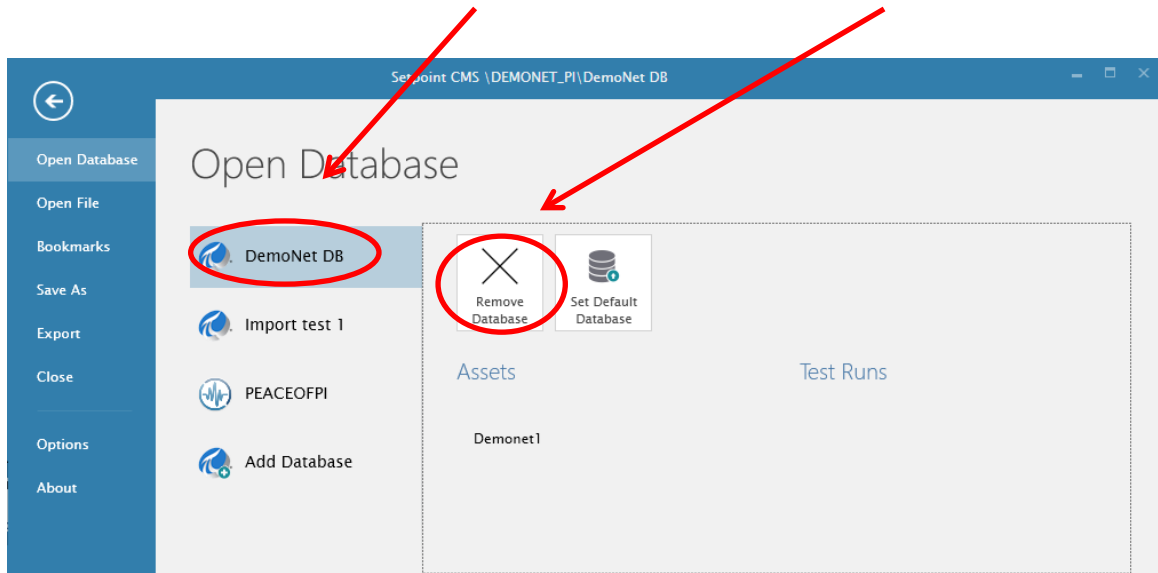 Setpoint CMS \DEMONET_PI\DemoNet DB
Open Database
Open File
Bookmarks
Save As
Export
Close
Options
About
Open Database
DemoNet DB
Import test 1
PEACEOFPI
Add Database
Remove
Database
Set Default
Database
Assets
Test Runs
Demonet1